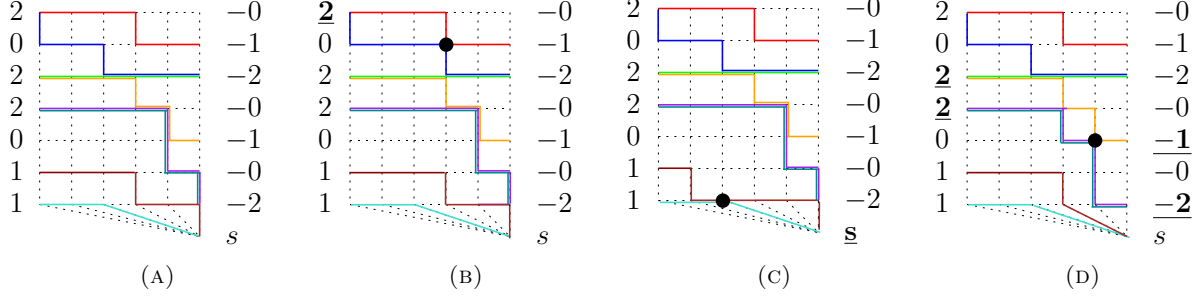 2 −0 2 −0 2 −0 2 −0
0 −1 0 −1 0 −1 0 −1
2 −2 2 −2 2 −2 2 −2
2 −0 2 −0 2 −0 2 −0
0 −1 0 −1 0 −1 0 −1
1 −0 1 −0 1 −0 1 −0
1 −2 1 −2 1 −2 1 −2
s s s s
(A) (B) (C) (D)